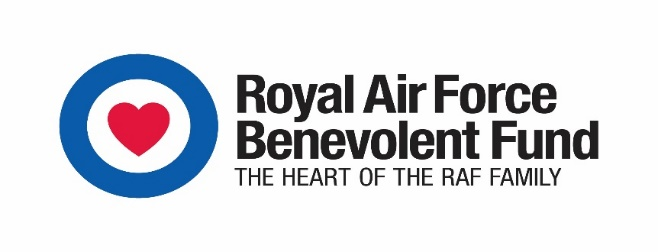 Royal Air Force
Benevolent Fund
THE HEART OF THE RAF FAMILY